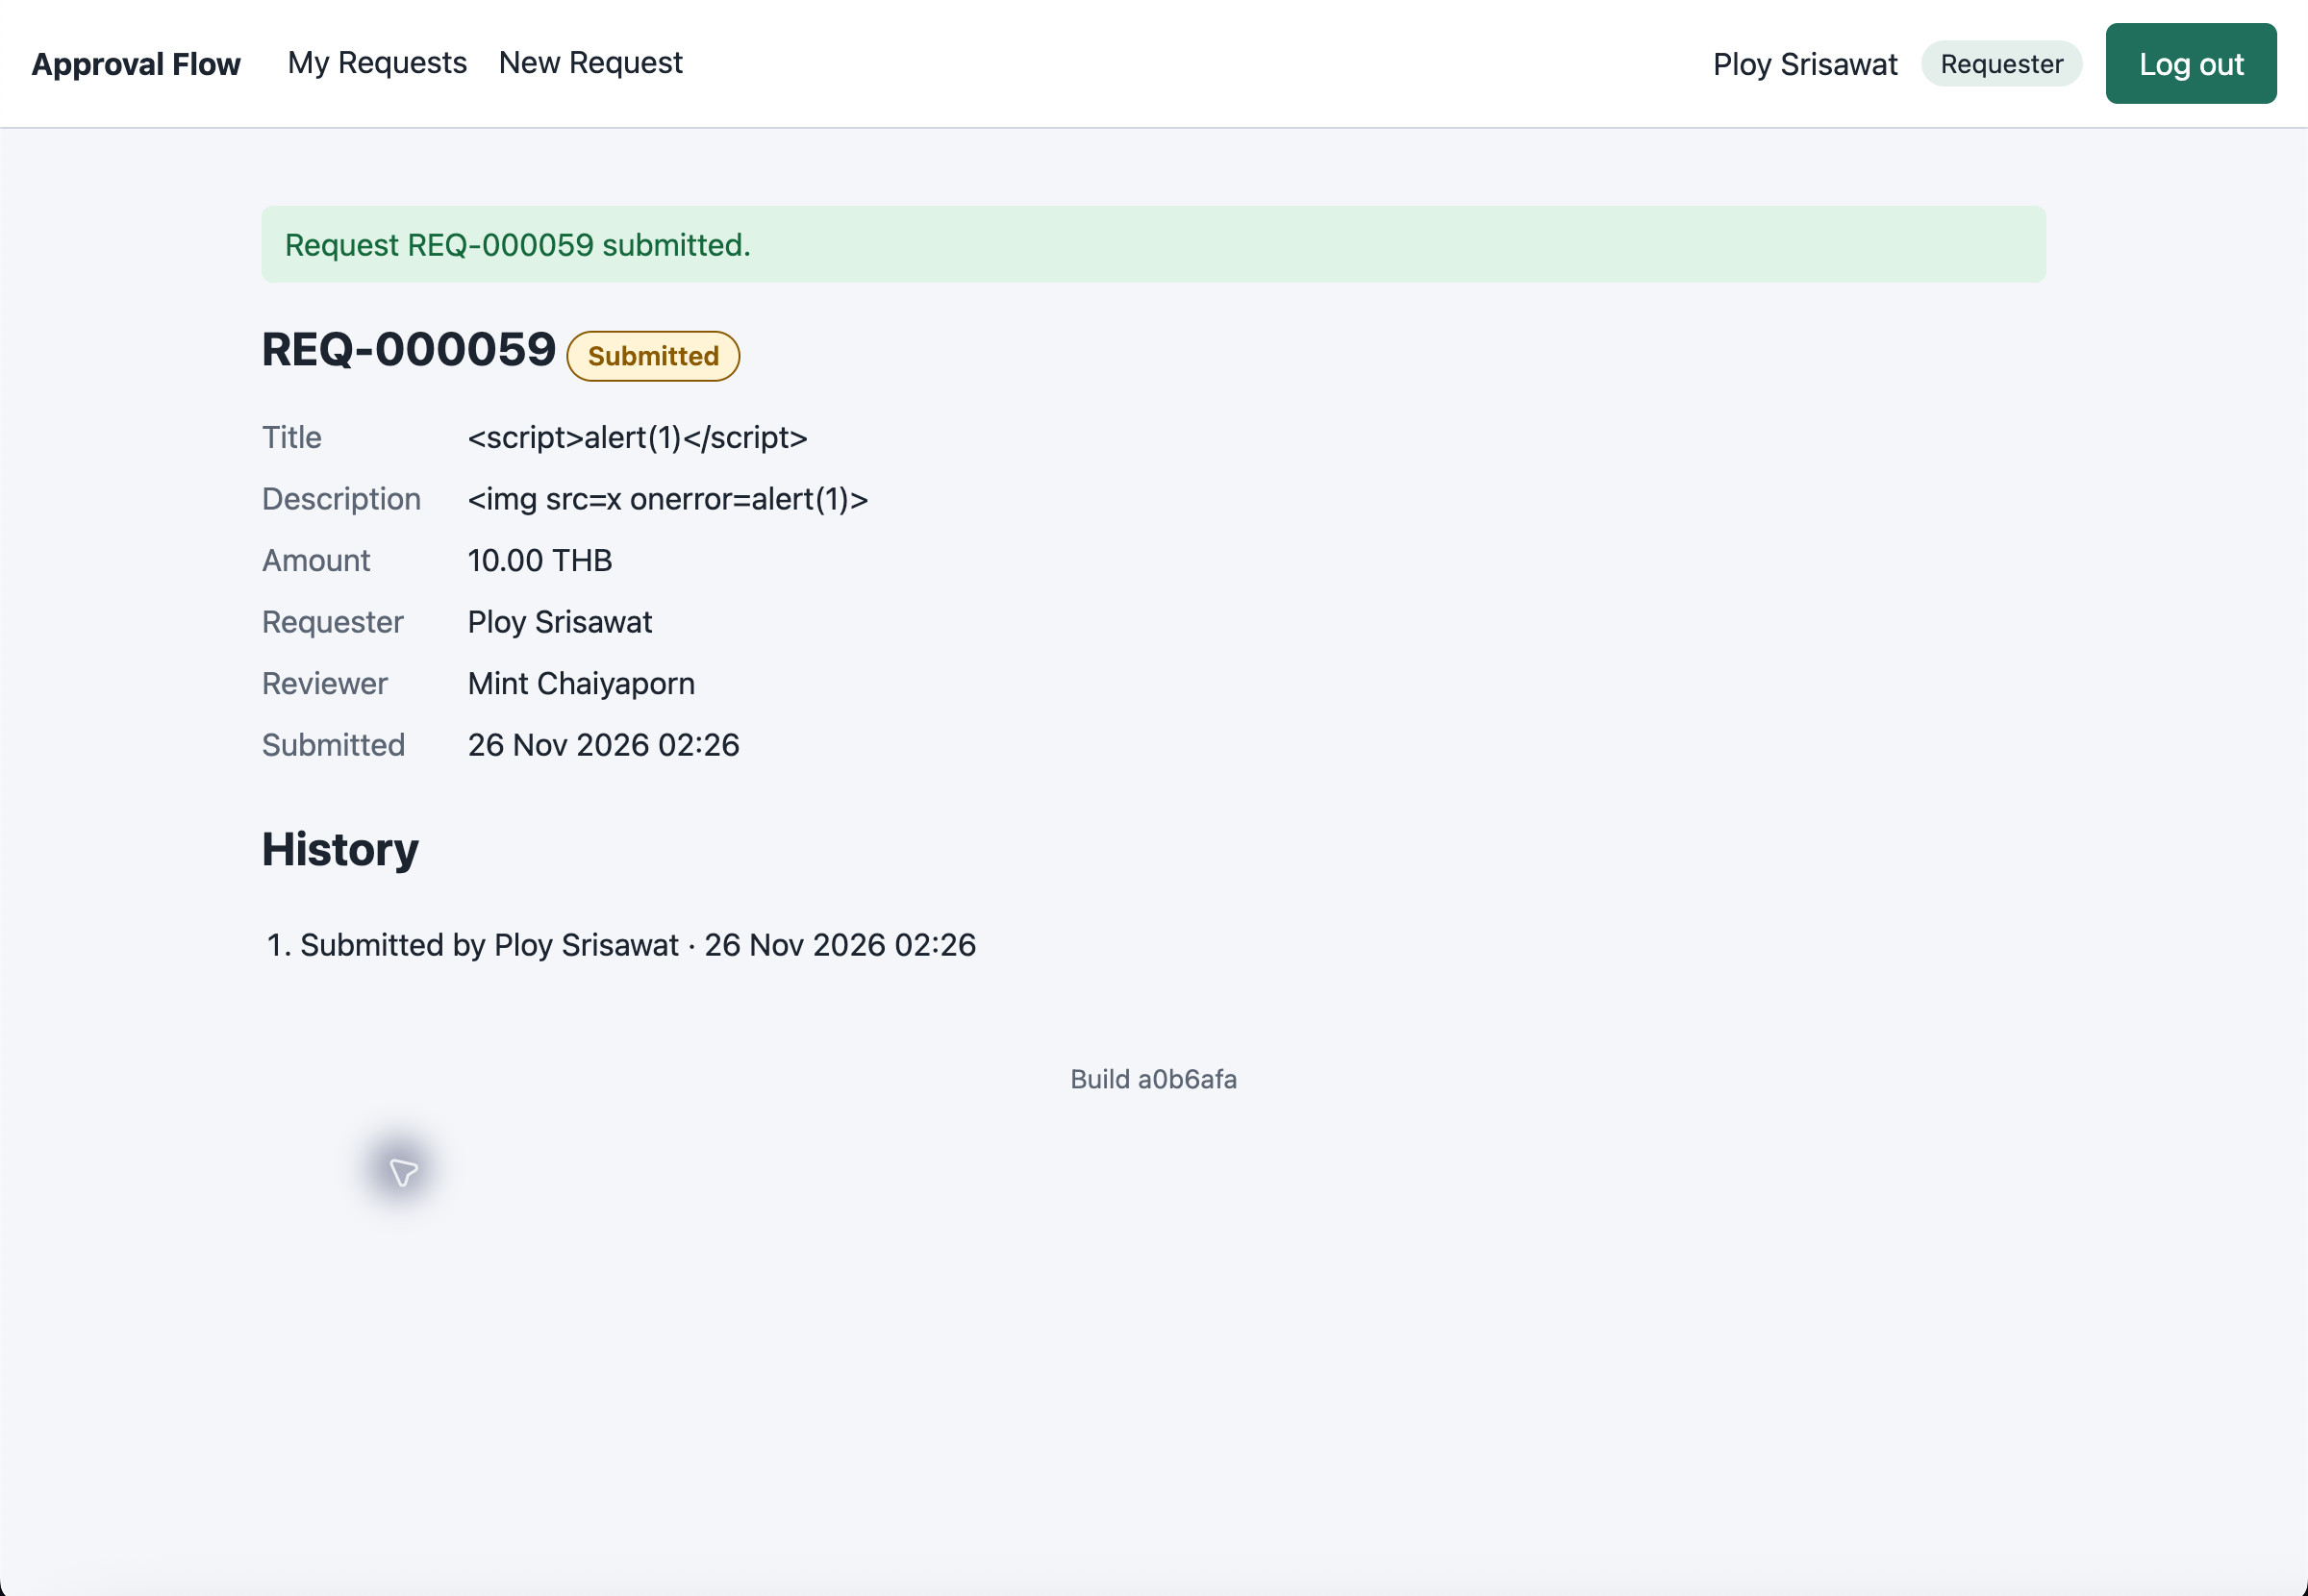 Approval Flow My Requests New Request Ploy Srisawat Requester Log out
Request REQ-000059 submitted.
REQ-000059 Submitted
Title <script>alert(1)</script>
Description <img src=x onerror=alert(1)>
Amount 10.00 THB
Requester Ploy Srisawat
Reviewer Mint Chaiyaporn
Submitted 26 Nov 2026 02:26
History
1. Submitted by Ploy Srisawat · 26 Nov 2026 02:26
Build a0b6afa